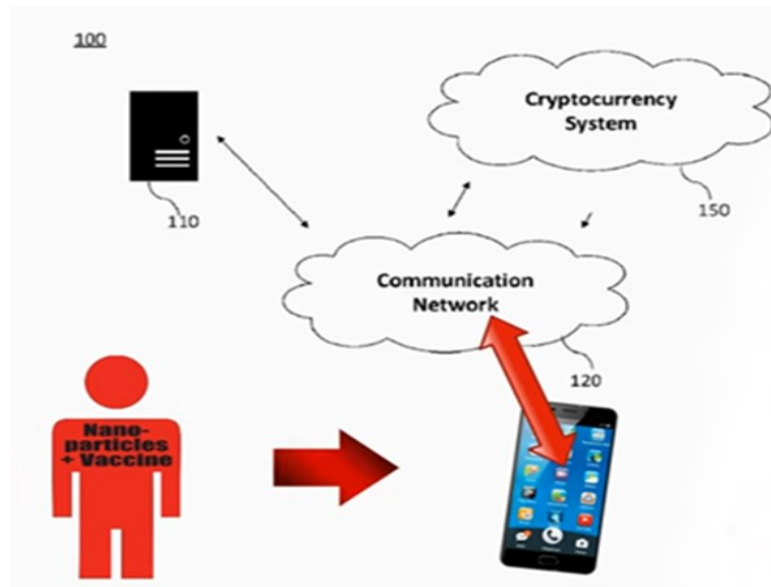 100
Cryptocurrency
System
110
150
Communication
Network
120
Nano-
particles
+ Vaccine